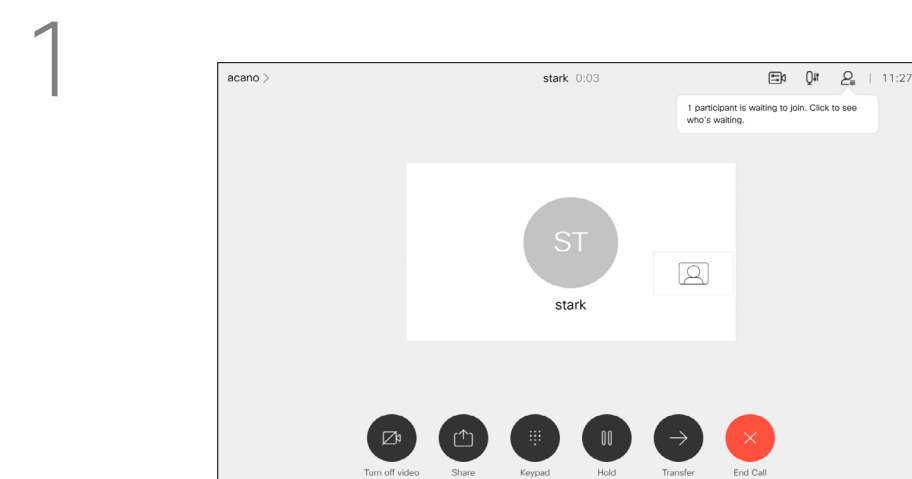 1
acano >
stark 0:03
11:27
1 participant is waiting to join. Click to see
who's waiting.
ST
stark
Turn off video
Share
Keypad
Hold
Transfer
End Call